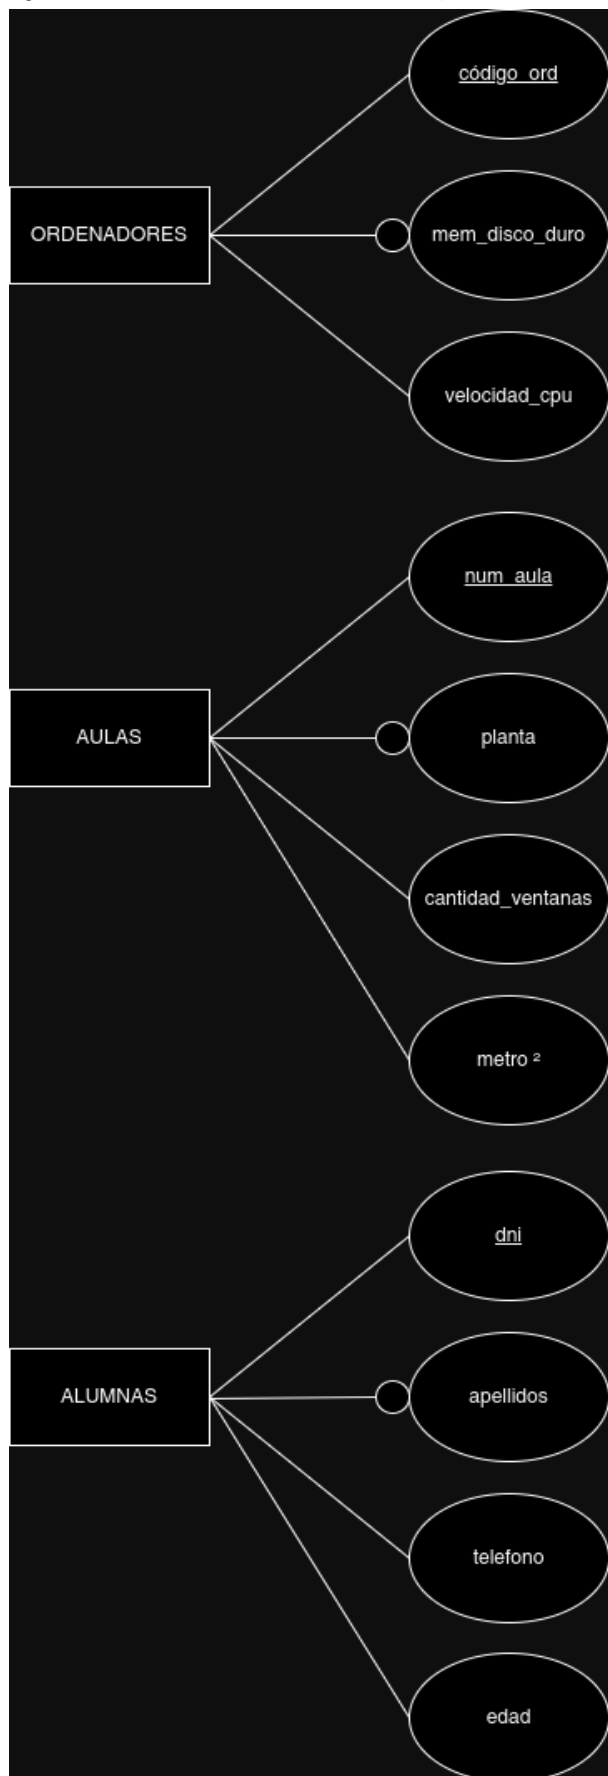 código_ord
ORDENADORES
mem_disco_duro
velocidad_cpu
num_aula
AULAS
planta
cantidad_ventanas
metro ²
dni
ALUMNAS
apellidos
telefono
edad